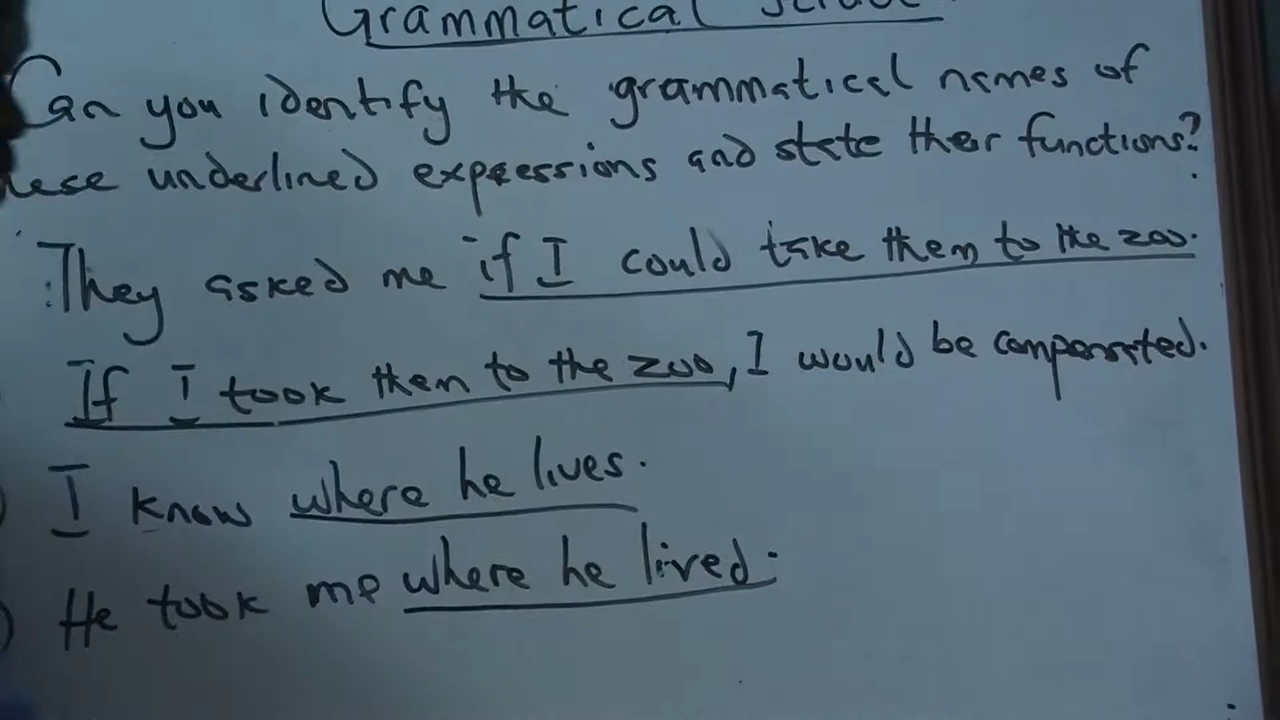 Grammatical
Can you identify the grammatical names of
underlined expressions and state their functions?
They asked me if I could take them to the zoo.
If I took them to the zoo, I would be compensated.
I know where he lives.
He took me where he lived.